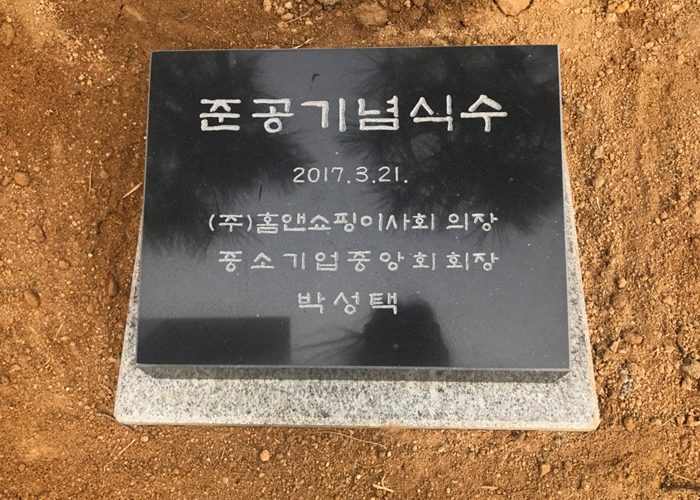 준공기념식수
2017.3.21.
(주)홈앤쇼핑이사회 의장
중소기업중앙회회장
박성택